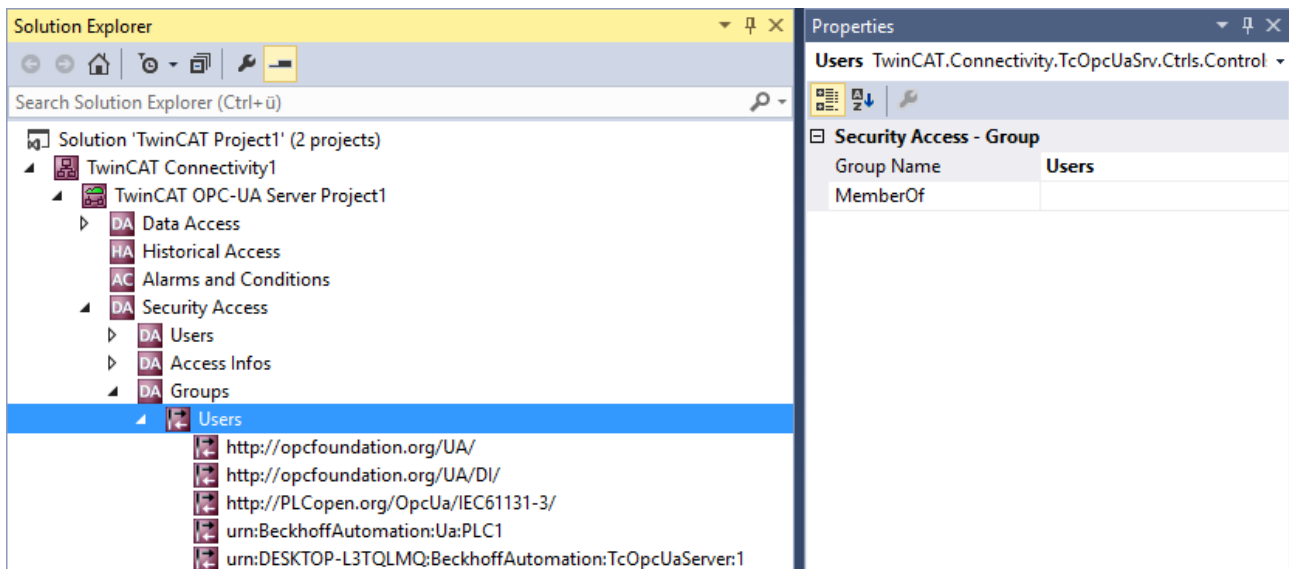 Solution Explorer
Search Solution Explorer (Ctrl+ü)
Solution 'TwinCAT Project1' (2 projects)
TwinCAT Connectivity1
TwinCAT OPC-UA Server Project1
DA Data Access
HA Historical Access
AC Alarms and Conditions
DA Security Access
DA Users
DA Access Infos
DA Groups
Users
http://opcfoundation.org/UA/
http://opcfoundation.org/UA/DI/
http://PLCopen.org/OpcUa/IEC61131-3/
urn:BeckhoffAutomation:Ua:PLC1
urn:DESKTOP-L3TQLMQ:BeckhoffAutomation:TcOpcUaServer:1
Properties
Users TwinCAT.Connectivity.TcOpcUaSrv.Ctrls.Control
AZ
Security Access - Group
Group Name Users
MemberOf